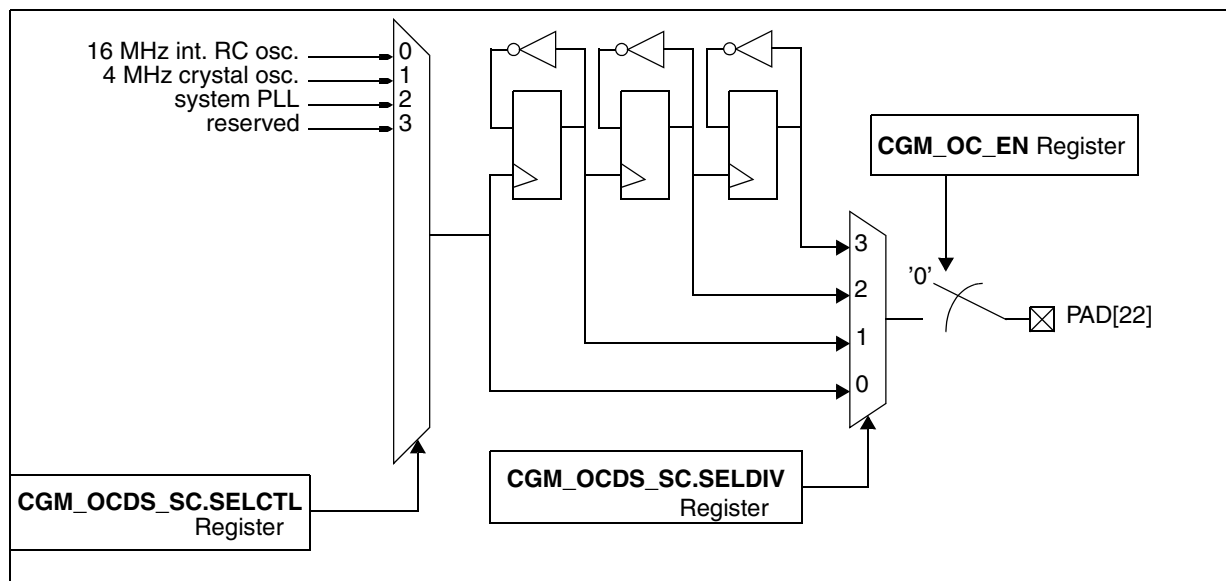 16 MHz int. RC osc.
4 MHz crystal osc.
system PLL
reserved
0
1
2
3
CGM_OC_EN Register
3
2
1
0
'0'
PAD[22]
CGM_OCDS_SC.SELCTL
Register
CGM_OCDS_SC.SELDIV
Register